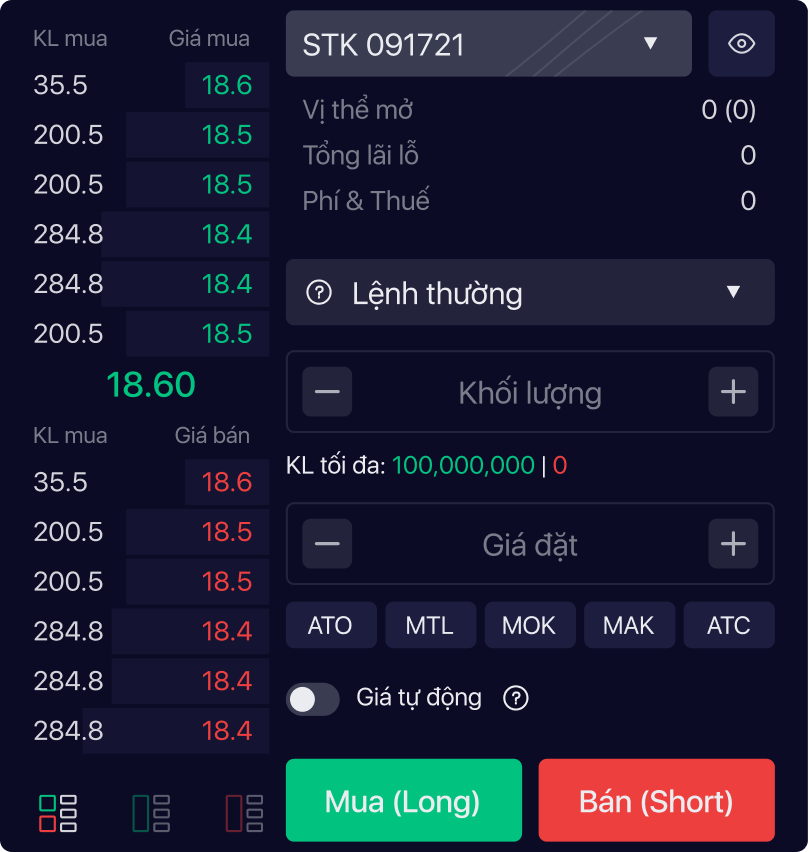 KL mua Giá mua
35.5 18.6
200.5 18.5
200.5 18.5
284.8 18.4
284.8 18.4
200.5 18.5
18.60
KL mua Giá bán
35.5 18.6
200.5 18.5
200.5 18.5
284.8 18.4
284.8 18.4
284.8 18.4
STK 091721
Vị thể mở 0 (0)
Tổng lãi lỗ 0
Phí & Thuế 0
Lệnh thường
Khối lượng
KL tối đa: 100,000,000 | 0
Giá đặt
ATO MTL MOK MAK ATC
Giá tự động
Mua (Long) Bán (Short)